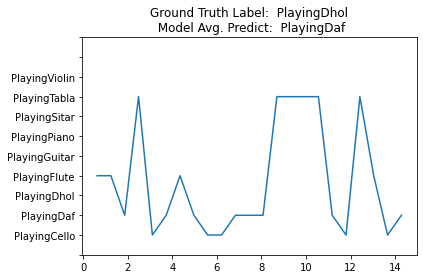 Ground Truth Label: PlayingDhol
Model Avg. Predict: PlayingDaf
PlayingViolin
PlayingTabla
PlayingSitar
PlayingPiano
PlayingGuitar
PlayingFlute
PlayingDhol
PlayingDaf
PlayingCello
0 2 4 6 8 10 12 14